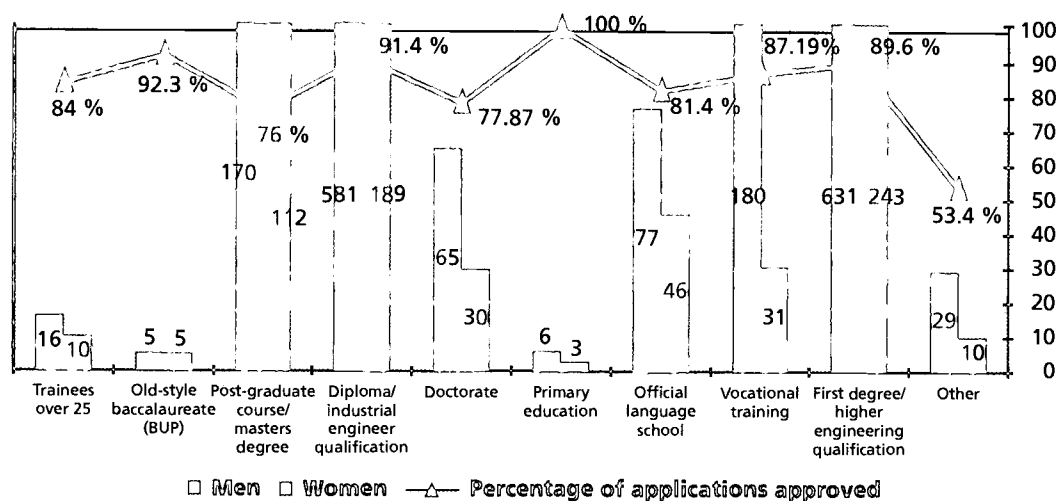 100 %
91.4 %
87.19%
89.6 %
92.3 %
84 %
76 %
77.87 %
81.4 %
53.4 %
100
90
80
70
60
50
40
30
20
10
0
16
10
5
5
170
112
581
189
65
30
6
3
77
46
180
31
631
243
29
10
Trainees
over 25
Old-style
baccalaureate
(BUP)
Post-graduate
course/
masters
degree
Diploma/
industrial
engineer
qualification
Doctorate
Primary
education
Official
language
school
Vocational
training
First degree/
higher
engineering
qualification
Other
Men Women Percentage of applications approved